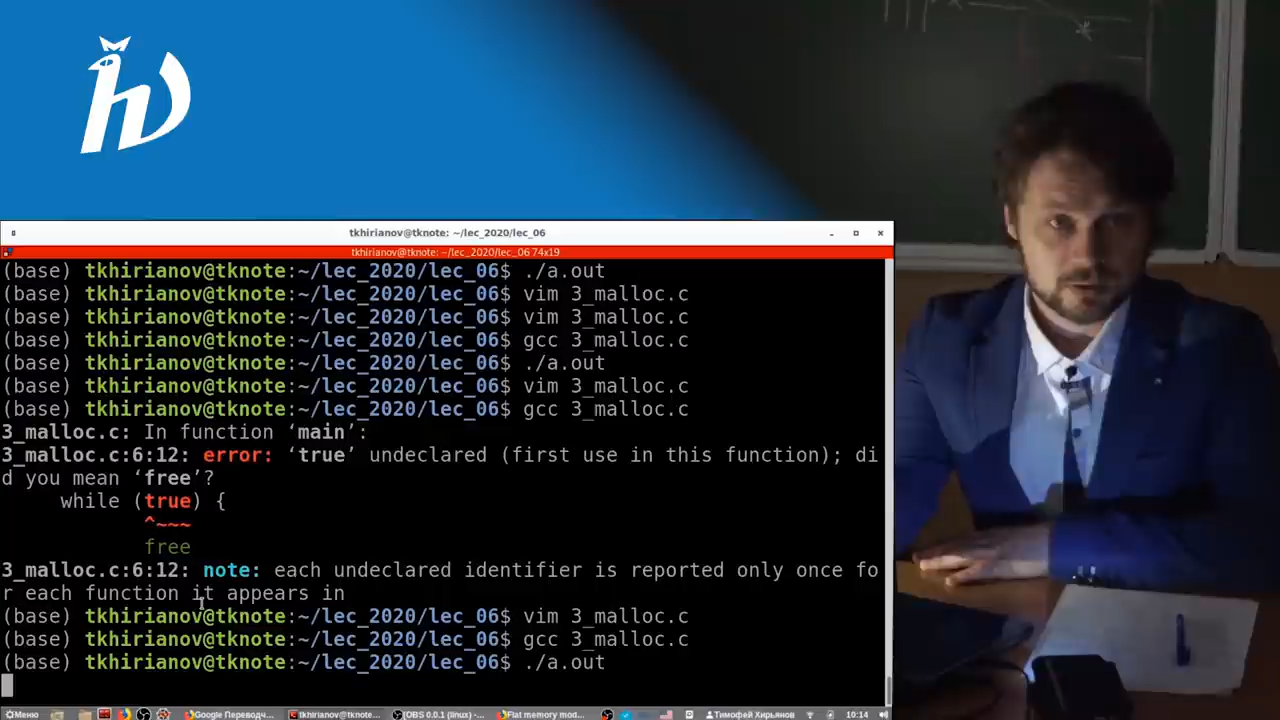 tkhirianov@tknote: ~/lec_2020/lec_06
tkhirianov@tknote: ~/lec_2020/lec_06 74x19
(base) tkhirianov@tknote:~/lec_2020/lec_06$ ./a.out
(base) tkhirianov@tknote:~/lec_2020/lec_06$ vim 3_malloc.c
(base) tkhirianov@tknote:~/lec_2020/lec_06$ vim 3_malloc.c
(base) tkhirianov@tknote:~/lec_2020/lec_06$ gcc 3_malloc.c
(base) tkhirianov@tknote:~/lec_2020/lec_06$ ./a.out
(base) tkhirianov@tknote:~/lec_2020/lec_06$ vim 3_malloc.c
(base) tkhirianov@tknote:~/lec_2020/lec_06$ gcc 3_malloc.c
3_malloc.c: In function ‘main’:
3_malloc.c:6:12: error: ‘true’ undeclared (first use in this function); di
d you mean ‘free’?
while (true) {
^~~~
free
3_malloc.c:6:12: note: each undeclared identifier is reported only once fo
r each function it appears in
(base) tkhirianov@tknote:~/lec_2020/lec_06$ vim 3_malloc.c
(base) tkhirianov@tknote:~/lec_2020/lec_06$ gcc 3_malloc.c
(base) tkhirianov@tknote:~/lec_2020/lec_06$ ./a.out
Меню Google Переводч... tkhirianov@tknote... [OBS 0.0.1 (linux) -... Flat memory mod... Тимофей Хирьянов 10:14